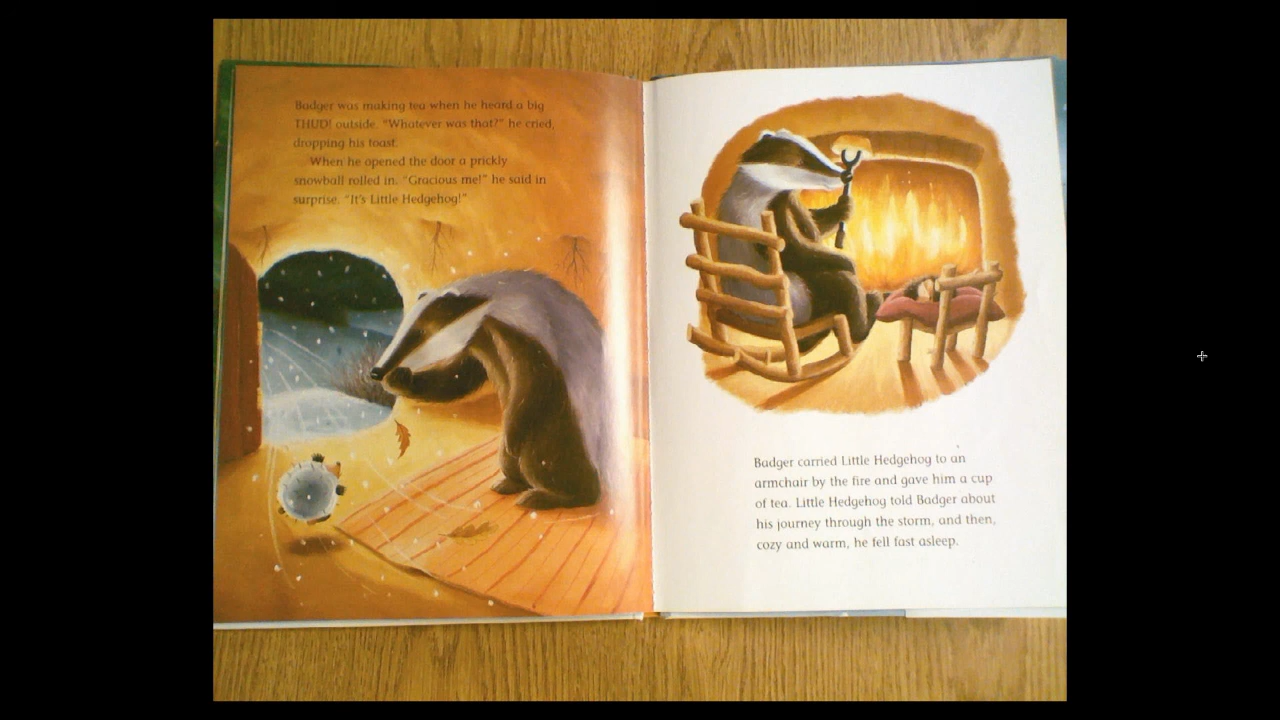 Badger was making tea when he heard a big
THUD! outside. “Whatever was that?” he cried,
dropping his toast.
When he opened the door a prickly
snowball rolled in. “Gracious me!” he said in
surprise. “It’s Little Hedgehog!”
Badger carried Little Hedgehog to an
armchair by the fire and gave him a cup
of tea. Little Hedgehog told Badger about
his journey through the storm, and then,
cozy and warm, he fell fast asleep.